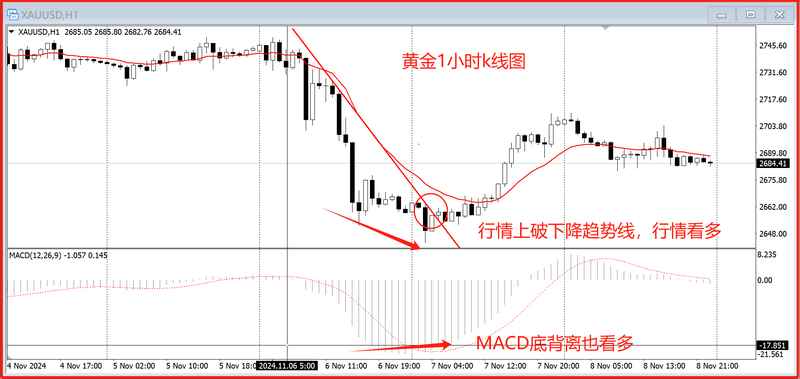 XAUUSD,H1
XAUUSD,H1 2685.05 2685.80 2682.76 2684.41
黄金1小时k线图
2745.60
2731.60
2717.60
2703.80
2689.80
2684.41
2675.80
2662.00
2648.00
行情上破下降趋势线，行情看多
MACD(12,26,9) -1.057 0.145
8.235
0.00
MACD底背离也看多
-17.851
-21.561
4 Nov 2024 4 Nov 17:00 5 Nov 02:00 5 Nov 10:00 5 Nov 18:0 2024.11.06 5:00 6 Nov 11:00 6 Nov 19:00 7 Nov 04:00 7 Nov 12:00 7 Nov 20:00 8 Nov 05:00 8 Nov 13:00 8 Nov 21:00